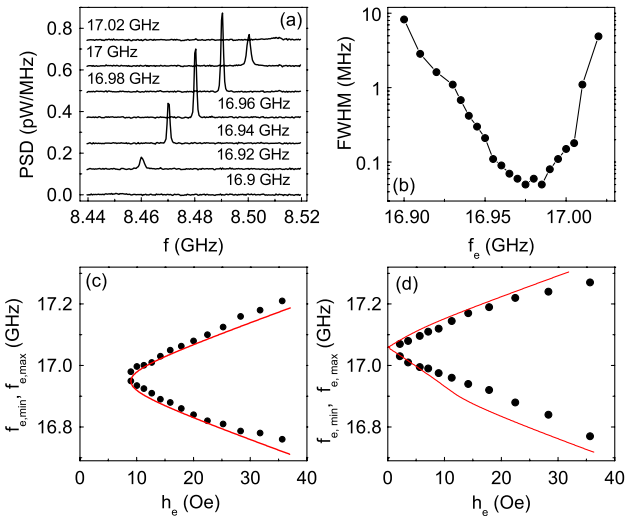 (a)
17.02 GHz
17 GHz
16.98 GHz
16.96 GHz
16.94 GHz
16.92 GHz
16.9 GHz
PSD (pW/MHz)
0.8
0.6
0.4
0.2
0.0
8.44 8.46 8.48 8.50 8.52
f (GHz)
(b)
FWHM (MHz)
10
1
0.1
16.90 16.95 17.00
f_e (GHz)
(c)
f_e,min, f_e,max (GHz)
17.2
17.0
16.8
0 10 20 30 40
h_e (Oe)
(d)
f_e,min, f_e, max (GHz)
17.2
17.0
16.8
0 10 20 30 40
h_e (Oe)